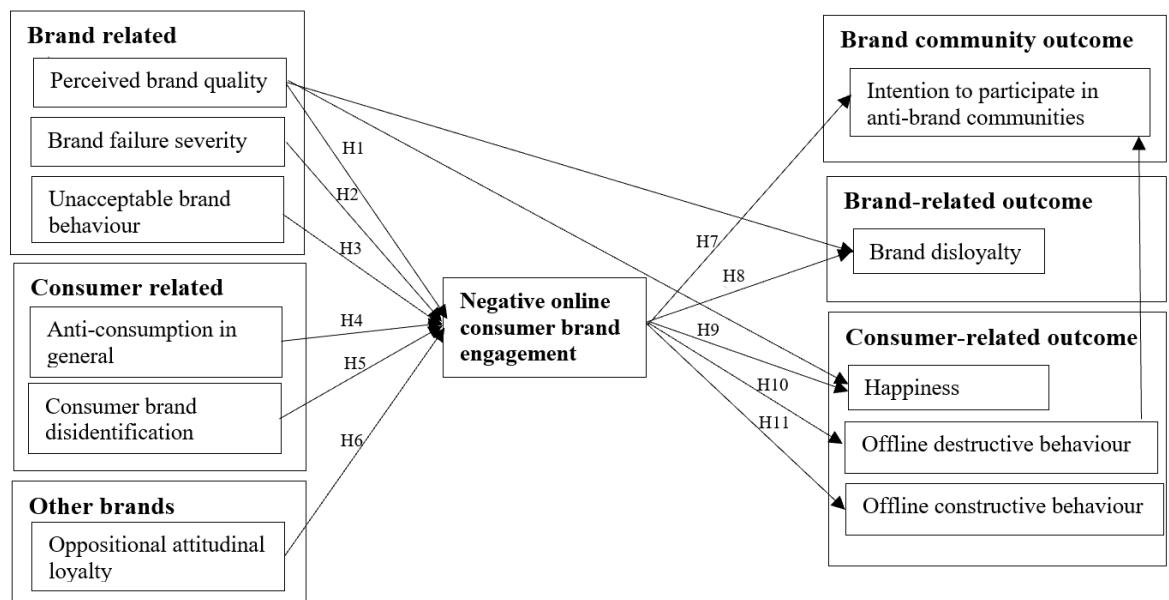 Brand related
Perceived brand quality
Brand failure severity
Unacceptable brand
behaviour
Consumer related
Anti-consumption in
general
Consumer brand
disidentification
Other brands
Oppositional attitudinal
loyalty
H1
H2
H3
H4
H5
H6
Negative online
consumer brand
engagement
H7
H8
H9
H10
H11
Brand community outcome
Intention to participate in
anti-brand communities
Brand-related outcome
Brand disloyalty
Consumer-related outcome
Happiness
Offline destructive behaviour
Offline constructive behaviour